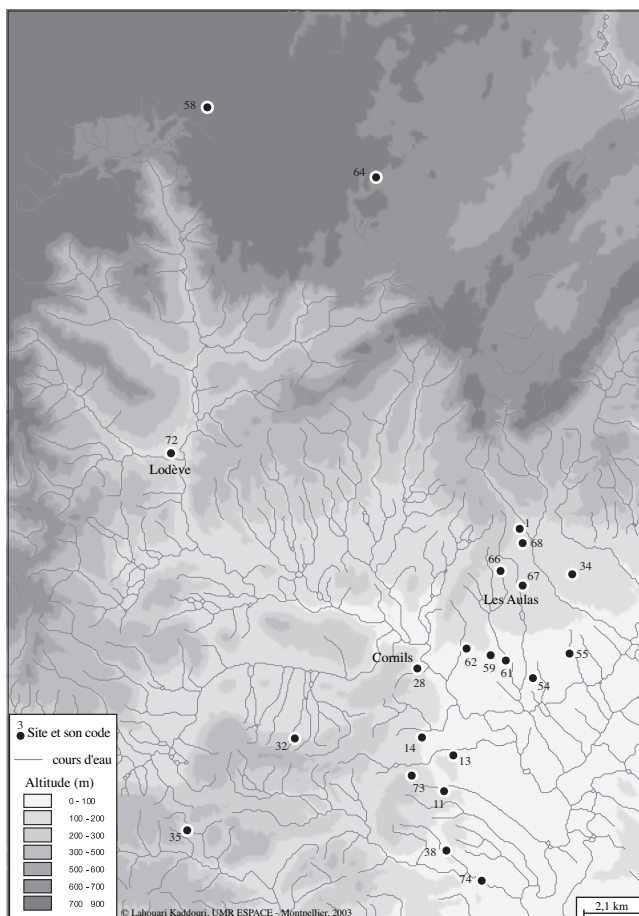 58
64
72
Lodève
1
68
66
34
67
Les Aulas
Cornils
62
59
61
55
28
54
14
32
13
73
11
35
38
74
3
Site et son code
cours d'eau
Altitude (m)
0 - 100
100 - 200
200 - 300
300 - 500
500 - 600
600 - 700
700 900
© Lahouari Kaddouri, UMR ESPACE - Montpellier, 2003
2,1 km